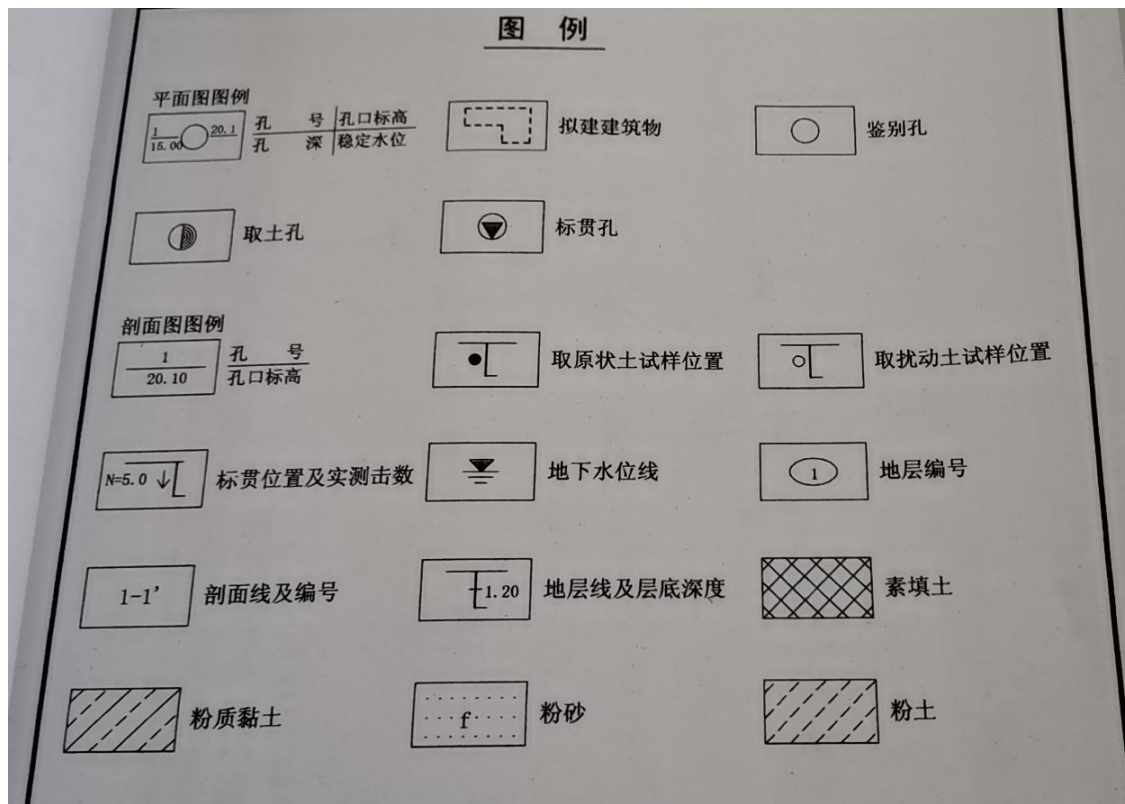 图 例
平面图图例
1 20.1 孔 号 孔口标高
15.00 孔 深 稳定水位
拟建建筑物
鉴别孔
取土孔
标贯孔
剖面图图例
1 孔 号
20.10 孔口标高
取原状土试样位置
取扰动土试样位置
N=5.0 标贯位置及实测击数
地下水位线
1 地层编号
1-1' 剖面线及编号
1.20 地层线及层底深度
素填土
粉质黏土
f 粉砂
粉土